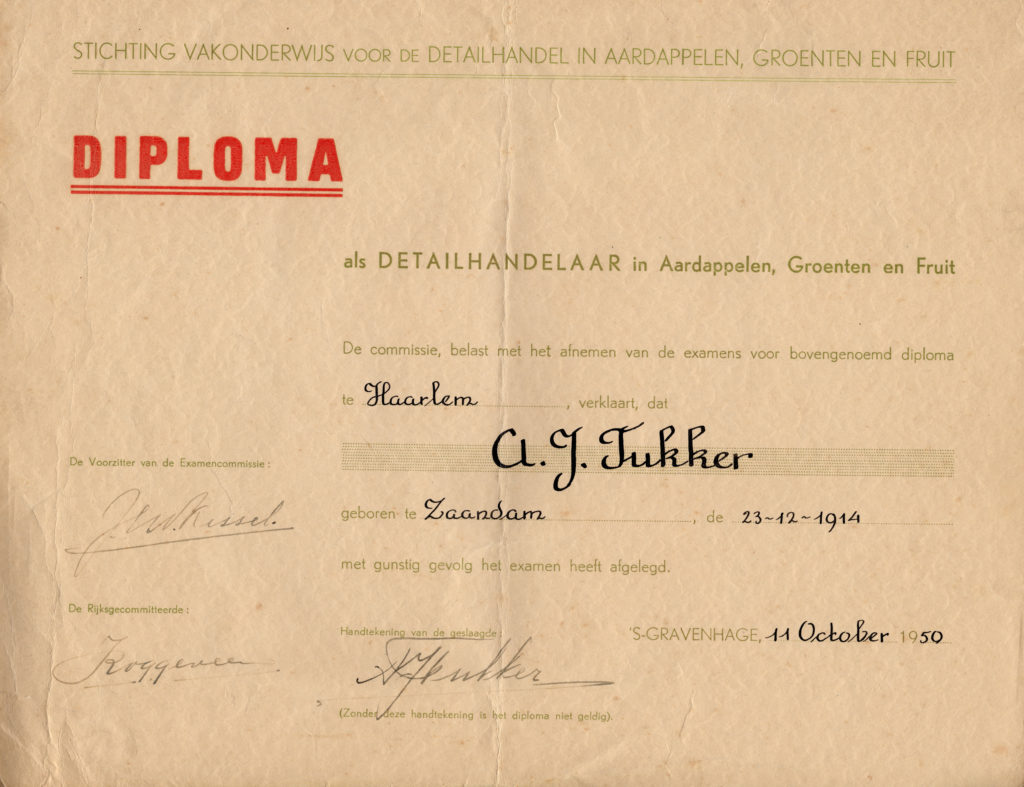 STICHTING VAKONDERWIJS VOOR DE DETAILHANDEL IN AARDAPPELEN, GROENTEN EN FRUIT
DIPLOMA
als DETAILHANDELAAR in Aardappelen, Groenten en Fruit
De commissie, belast met het afnemen van de examens voor bovengenoemd diploma
te Haarlem, verklaart, dat
A. J. Tukker
geboren te Zaandam, de 23-12-1914
met gunstig gevolg het examen heeft afgelegd.
De Voorzitter van de Examencommissie:
Kissel.
De Rijksgecommitteerde:
Koggeveen
'S-GRAVENHAGE, 11 October 1950
Handtekening van de geslaagde:
AJTukker
(Zonder deze handtekening is het diploma niet geldig).